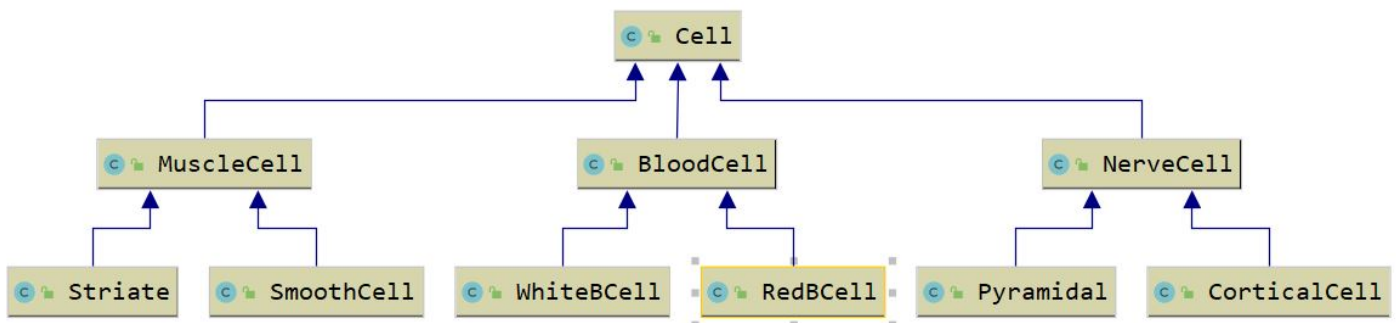 Cell
MuscleCell
BloodCell
NerveCell
Striate
SmoothCell
WhiteBCell
RedBCell
Pyramidal
CorticalCell